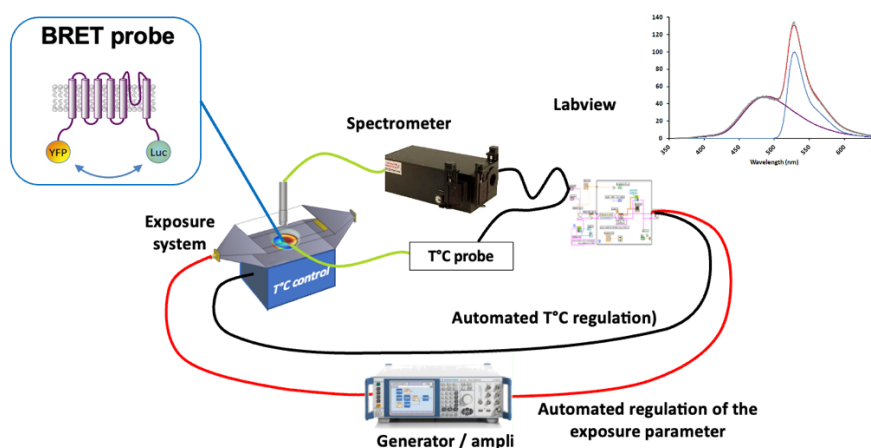 BRET probe
YFP
Luc
Spectrometer
Labview
140
120
100
80
60
40
20
0
350
400
450
500
550
600
Wavelength (nm)
Exposure
system
T°C probe
T°C control
Automated T°C regulation)
Generator / ampli
Automated regulation of the
exposure parameter